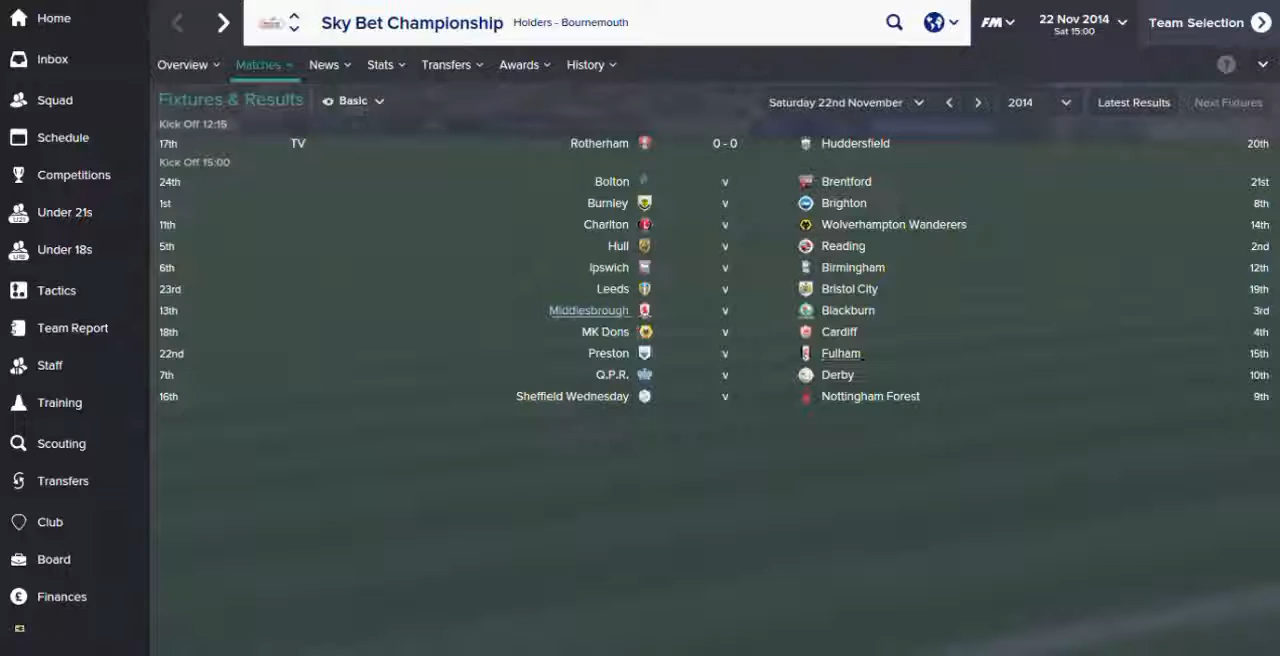 Home
Inbox
Squad
Schedule
Competitions
Under 21s
Under 18s
Tactics
Team Report
Staff
Training
Scouting
Transfers
Club
Board
Finances
Sky Bet Championship Holders - Bournemouth
FM 22 Nov 2014 Team Selection
Sat 15:00
Overview Matches News Stats Transfers Awards History ?
Fixtures & Results Basic Saturday 22nd November 2014 Latest Results Next Fixtures
Kick Off 12:15
17th TV Rotherham 0 - 0 Huddersfield 20th
Kick Off 15:00
24th Bolton v Brentford 21st
1st Burnley v Brighton 8th
11th Charlton v Wolverhampton Wanderers 14th
5th Hull v Reading 2nd
6th Ipswich v Birmingham 12th
23rd Leeds v Bristol City 19th
13th Middlesbrough v Blackburn 3rd
18th MK Dons v Cardiff 4th
22nd Preston v Fulham 15th
7th Q.P.R. v Derby 10th
16th Sheffield Wednesday v Nottingham Forest 9th